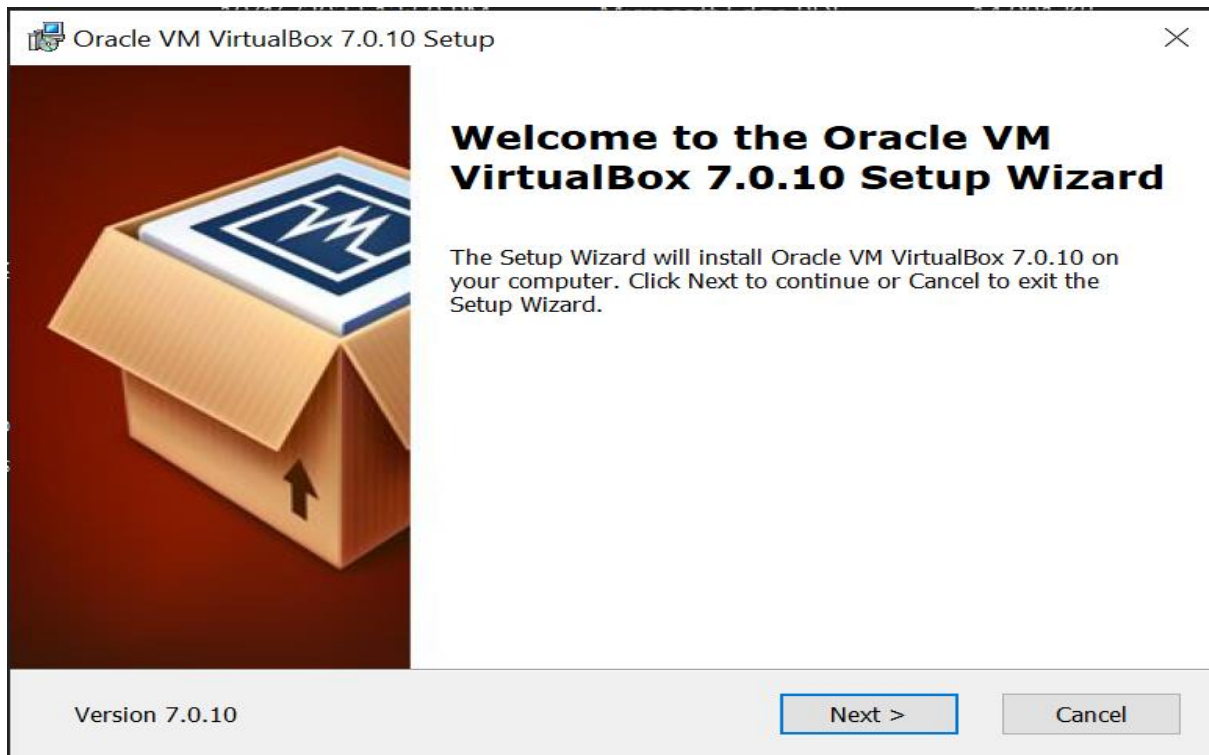 Oracle VM VirtualBox 7.0.10 Setup
Welcome to the Oracle VM
VirtualBox 7.0.10 Setup Wizard
The Setup Wizard will install Oracle VM VirtualBox 7.0.10 on
your computer. Click Next to continue or Cancel to exit the
Setup Wizard.
Version 7.0.10
Next >
Cancel